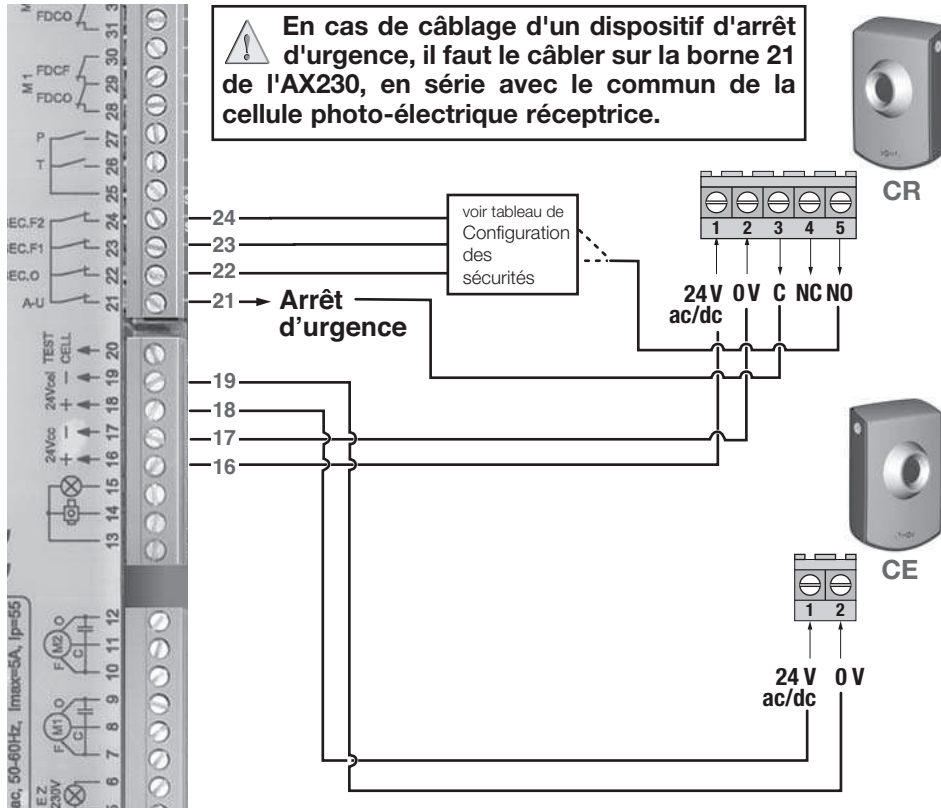 En cas de câblage d'un dispositif d'arrêt
d'urgence, il faut le câbler sur la borne 21
de l'AX230, en série avec le commun de la
cellule photo-électrique réceptrice.
FDCO
31
30
M1
FDCF
29
FDCO
28
P
27
T
26
25
SEC.F2
24
SEC.F1
23
SEC.O
22
A-U
21
TEST
CELL
20
24Vcel
-
19
+
18
24Vcc
-
17
+
16
15
14
13
12
F M2 O
C
11
10
9
F M1 O
C
8
7
6
EZ
230V
ac, 50-60Hz, Imax=5A, Ip=55
24
23
22
21
Arrêt
d'urgence
19
18
17
16
voir tableau de
Configuration
des
sécurités
CR
1 2 3 4 5
24 V
ac/dc
0 V
C
NC
NO
CE
1 2
24 V
ac/dc
0 V